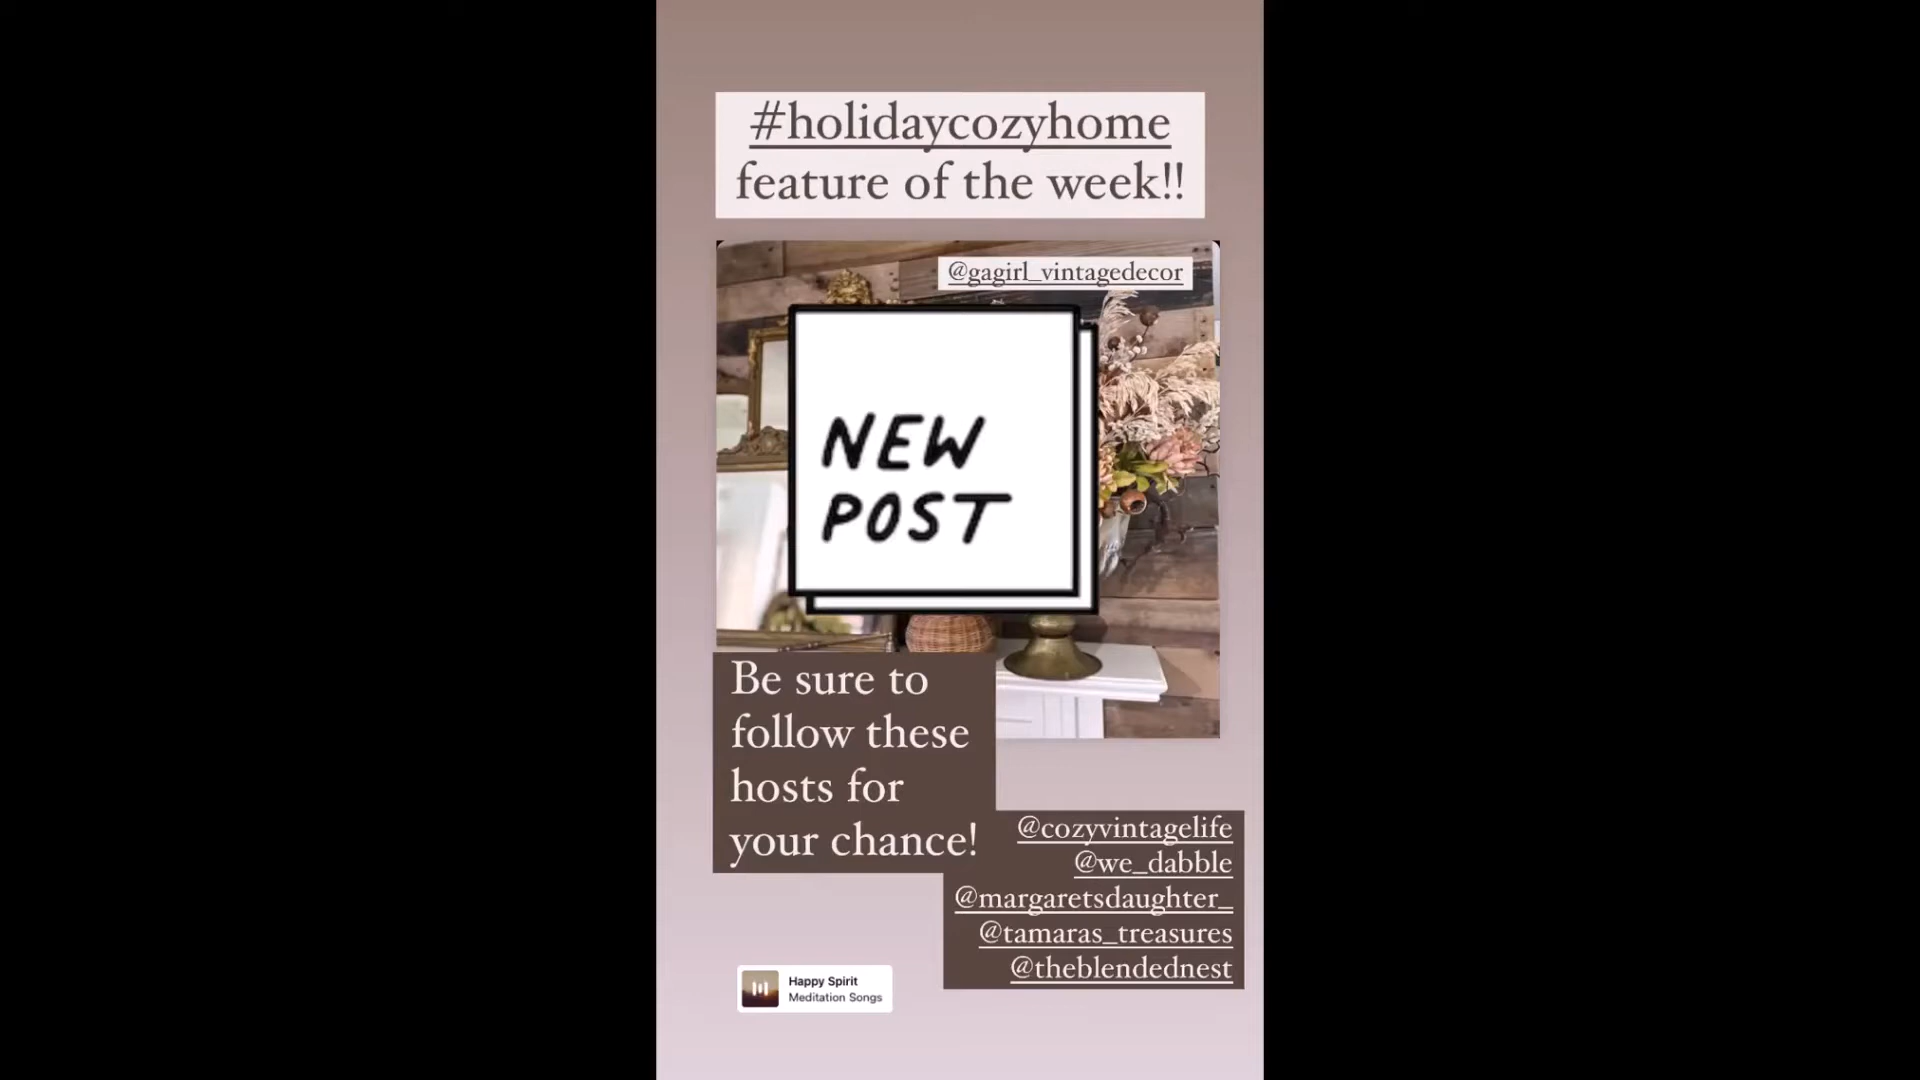 #holidaycozyhome
feature of the week!!
@gagirl_vintagedecor
NEW
POST
Be sure to
follow these
hosts for
your chance!
@cozyvintagelife
@we_dabble
@margaretsdaughter_
@tamaras_treasures
@theblendednest
Happy Spirit
Meditation Songs